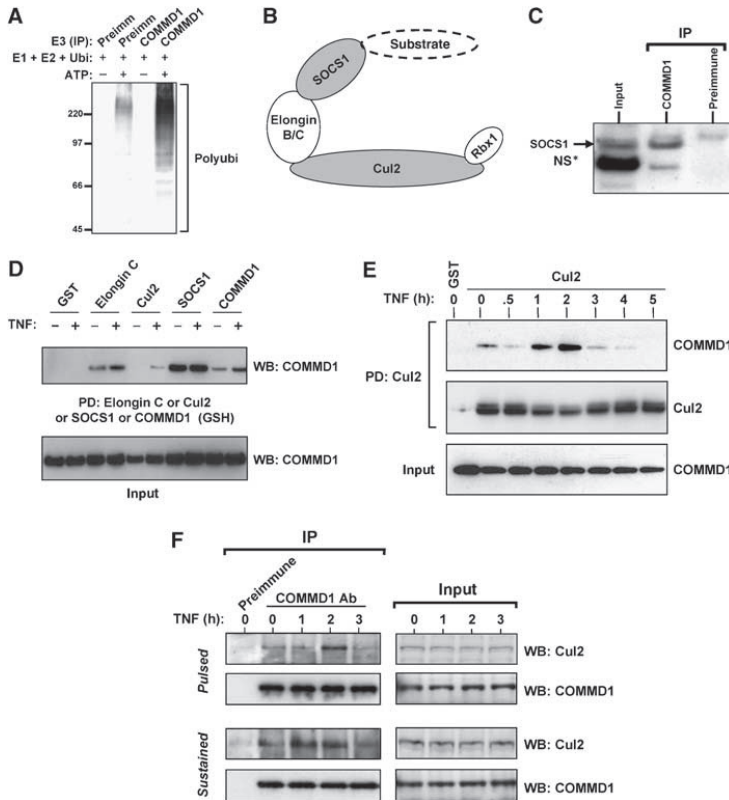 A
E3 (IP): Preimm Preimm COMMD1 COMMD1
E1 + E2 + Ubi: + + + +
ATP: − + − +
220
97
66
45
Polyubi
B
SOCS1
Substrate
Elongin
B/C
Rbx1
Cul2
C
IP
Input COMMD1 Preimmune
SOCS1
NS*
D
GST Elongin C Cul2 SOCS1 COMMD1
TNF: − + − + − + − + − +
WB: COMMD1
PD: Elongin C or Cul2
or SOCS1 or COMMD1 (GSH)
WB: COMMD1
Input
E
GST Cul2
TNF (h): 0 0 .5 1 2 3 4 5
COMMD1
PD: Cul2
Cul2
Input COMMD1
F
IP
Preimmune COMMD1 Ab Input
TNF (h): 0 0 1 2 3 0 1 2 3
Pulsed
WB: Cul2
WB: COMMD1
Sustained
WB: Cul2
WB: COMMD1